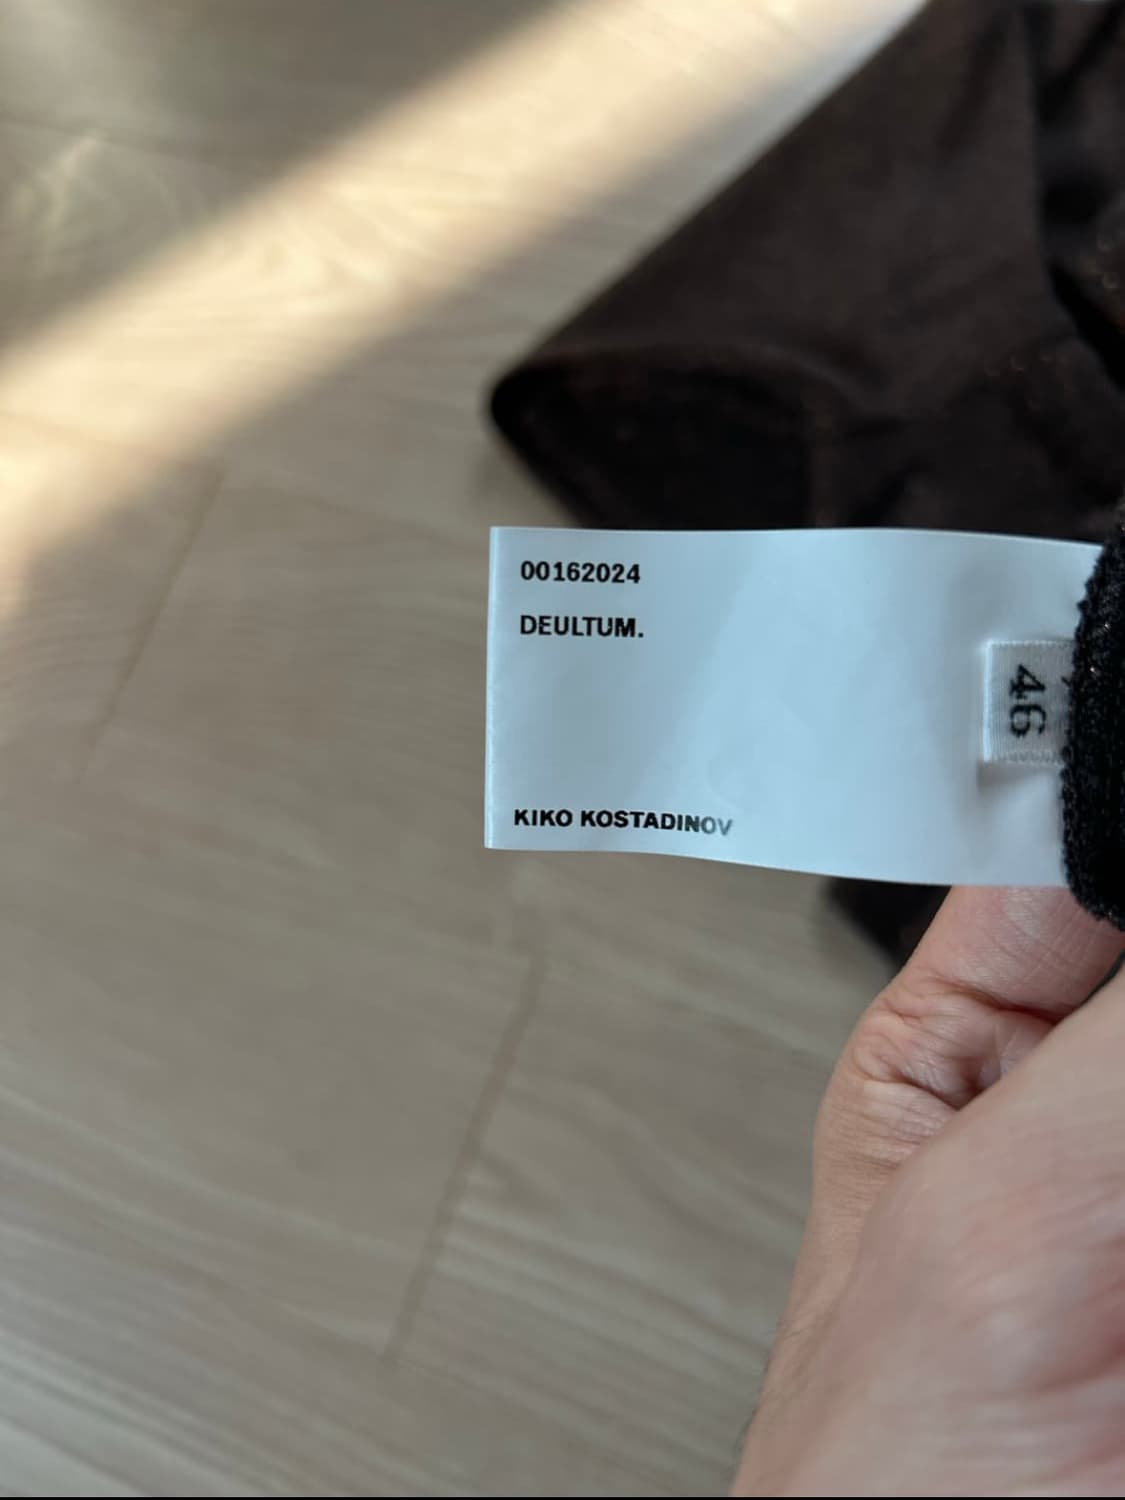 00162024
DEULTUM.
KIKO KOSTADINOV
46